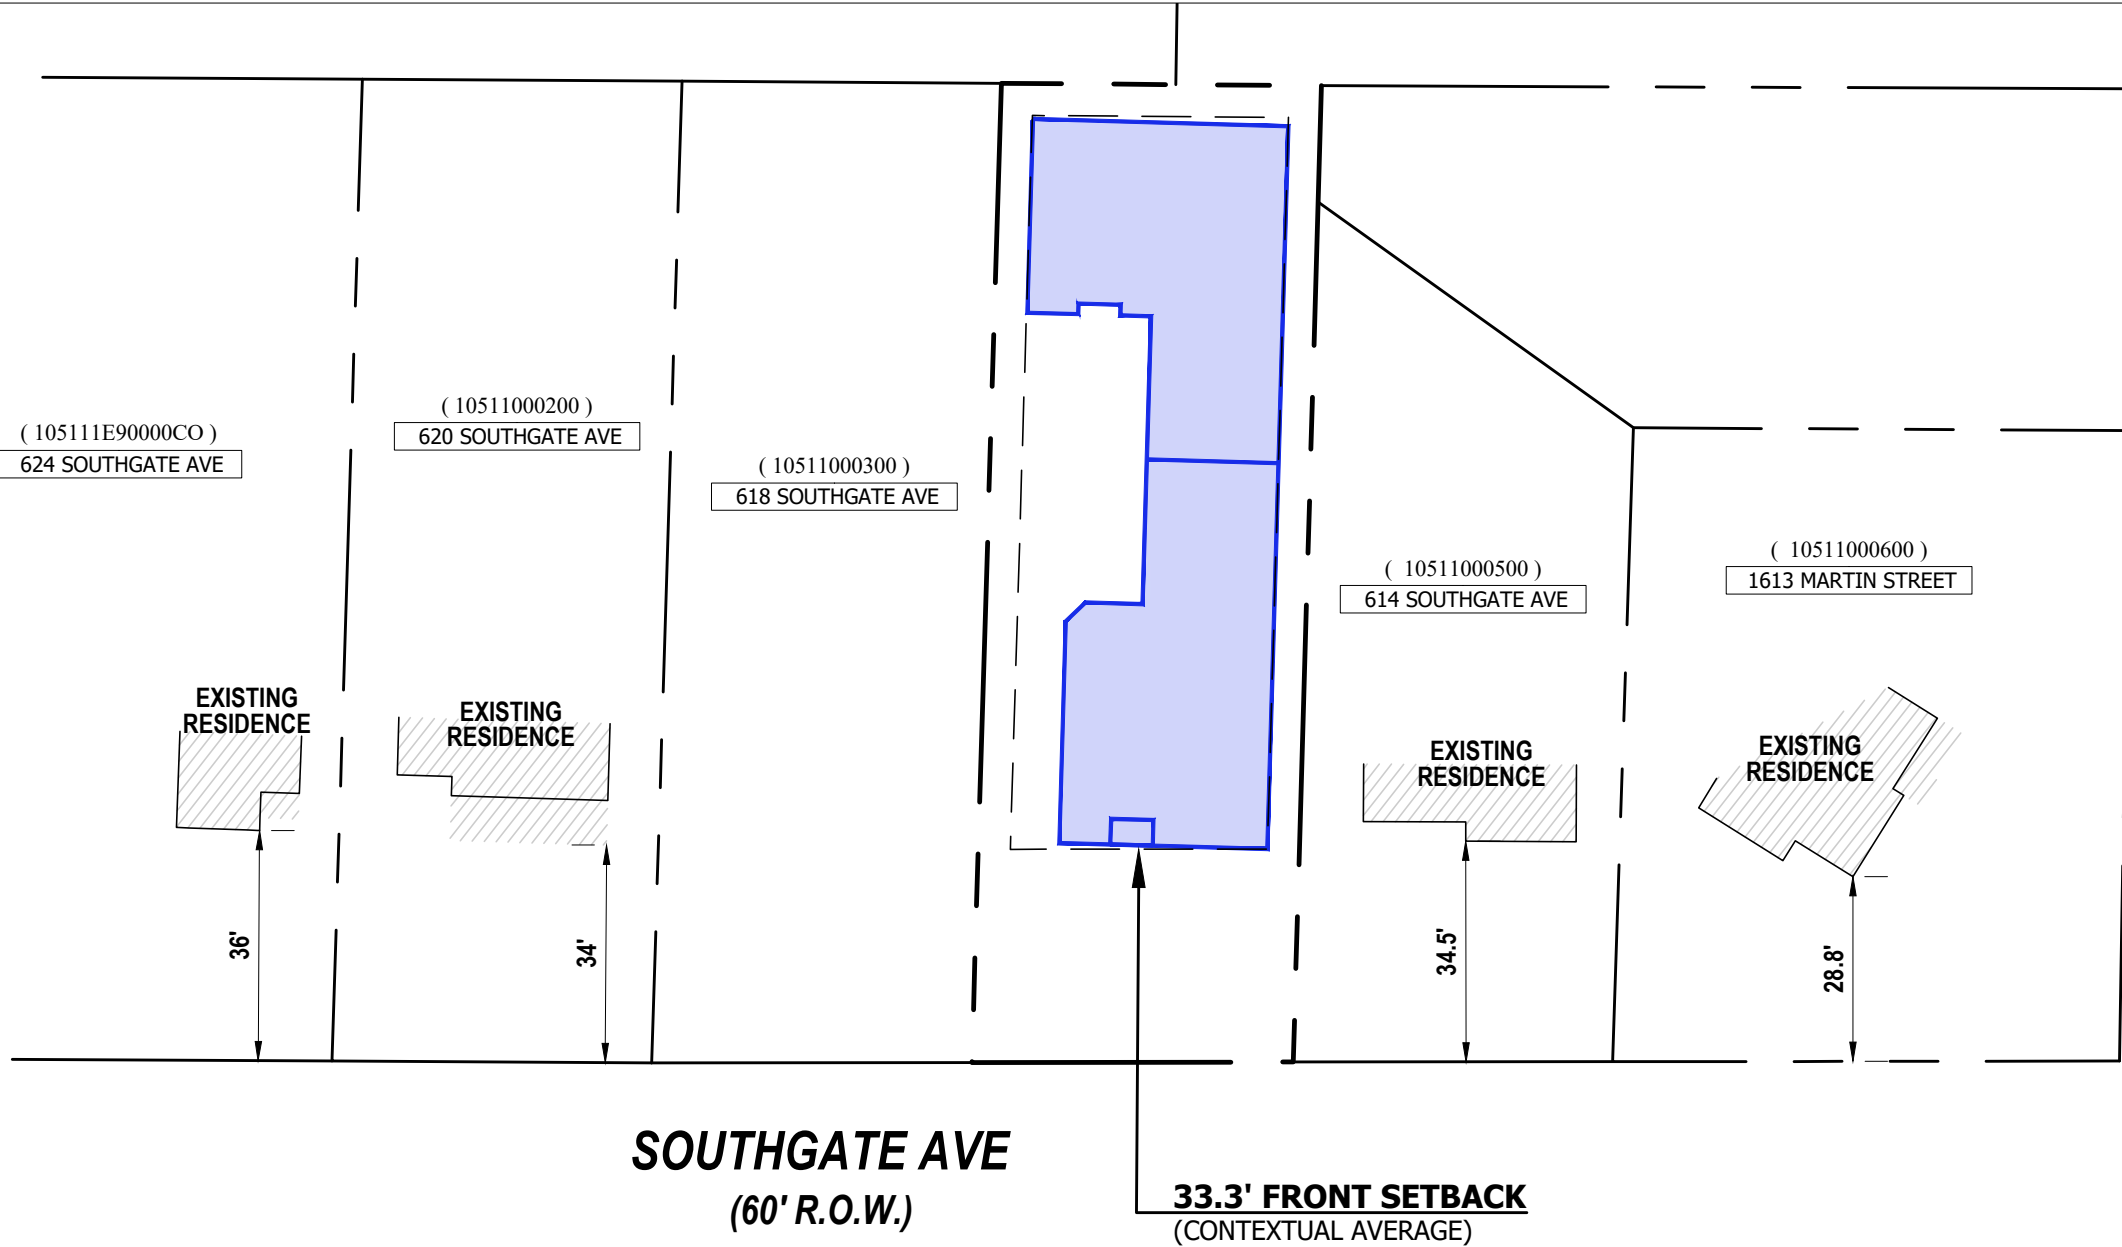 ( 105111E90000CO )
624 SOUTHGATE AVE
( 10511000200 )
620 SOUTHGATE AVE
( 10511000300 )
618 SOUTHGATE AVE
( 10511000500 )
614 SOUTHGATE AVE
( 10511000600 )
1613 MARTIN STREET
EXISTING
RESIDENCE
EXISTING
RESIDENCE
EXISTING
RESIDENCE
EXISTING
RESIDENCE
36'
34'
34.5'
28.8'
SOUTHGATE AVE
(60' R.O.W.)
33.3' FRONT SETBACK
(CONTEXTUAL AVERAGE)